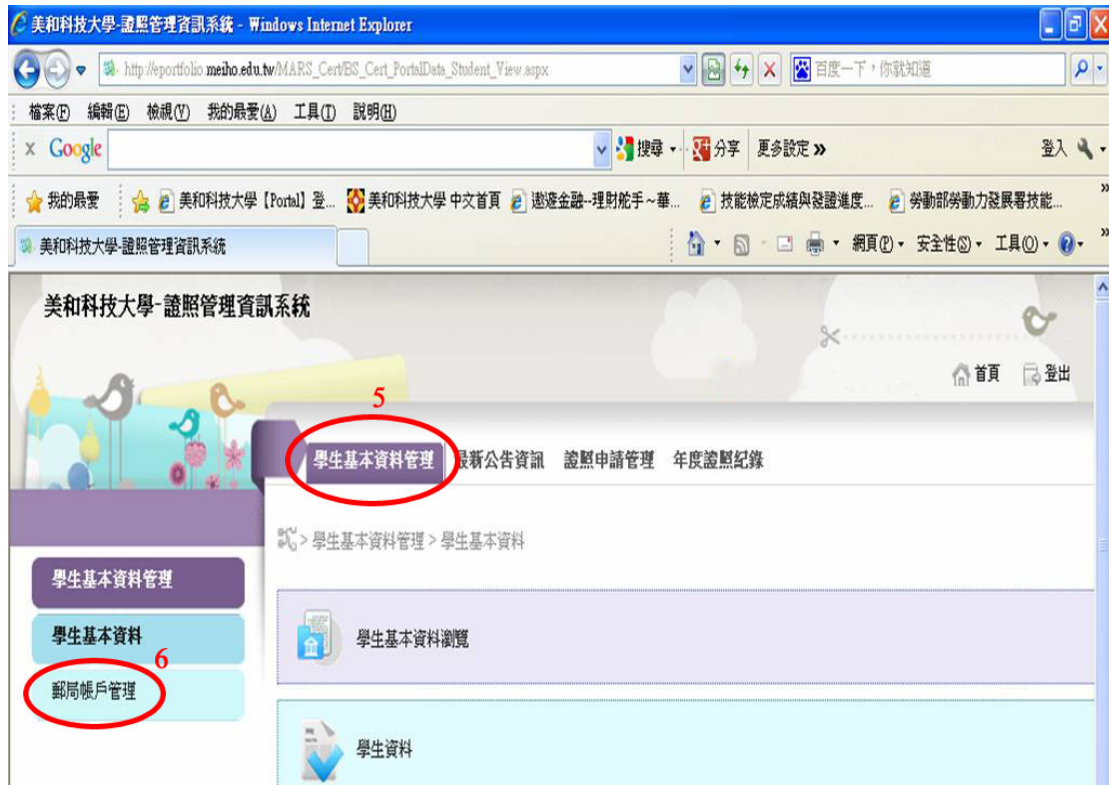 美和科技大學-證照管理資訊系統 - Windows Internet Explorer
http://eportfolio.meiho.edu.tw/MARS_Cert/BS_Cert_PortalData_Student_View.aspx
百度一下，你就知道
檔案(F) 編輯(E) 檢視(V) 我的最愛(A) 工具(T) 說明(H)
x Google 搜尋 分享 更多設定 » 登入
我的最愛 美和科技大學【Portal】登... 美和科技大學 中文首頁 遨遊金融--理財舵手~華... 技能檢定成績與發證進度... 勞動部勞動力發展署技能... »
美和科技大學-證照管理資訊系統 網頁(P) 安全性(S) 工具(O) »
美和科技大學-證照管理資訊系統
首頁 登出
5
學生基本資料管理 最新公告資訊 證照申請管理 年度證照紀錄
> 學生基本資料管理 > 學生基本資料
學生基本資料管理
學生基本資料
6
郵局帳戶管理
學生基本資料瀏覽
學生資料